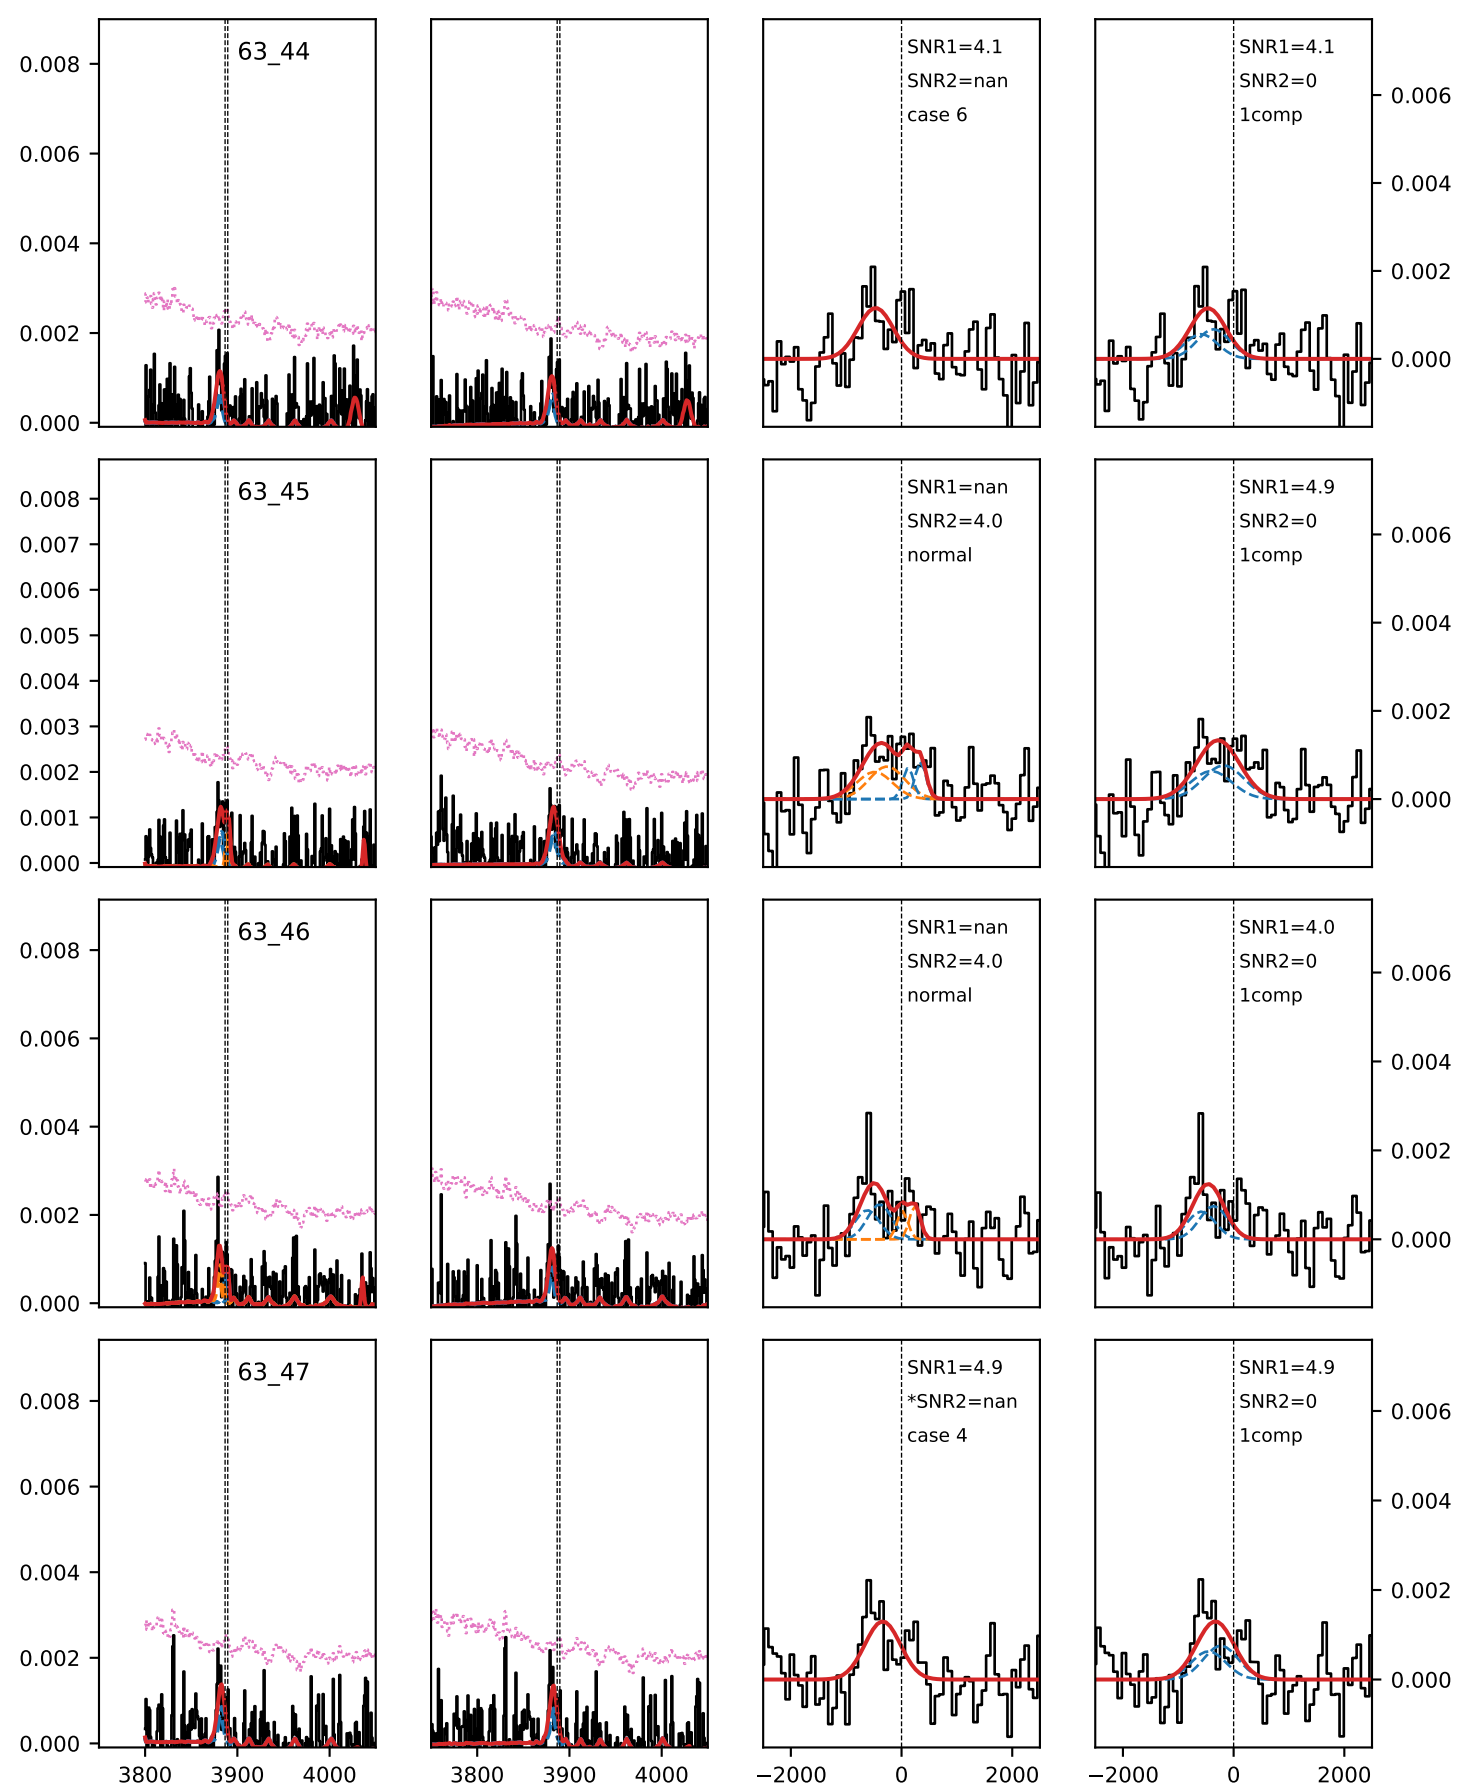 63_44
SNR1=4.1
SNR2=nan
case 6
SNR1=4.1
SNR2=0
1comp
0.008
0.006
0.004
0.002
0.000
0.006
0.004
0.002
0.000
63_45
SNR1=nan
SNR2=4.0
normal
SNR1=4.9
SNR2=0
1comp
0.008
0.007
0.006
0.005
0.004
0.003
0.002
0.001
0.000
0.006
0.004
0.002
0.000
63_46
SNR1=nan
SNR2=4.0
normal
SNR1=4.0
SNR2=0
1comp
0.008
0.006
0.004
0.002
0.000
0.006
0.004
0.002
0.000
63_47
SNR1=4.9
*SNR2=nan
case 4
SNR1=4.9
SNR2=0
1comp
0.008
0.006
0.004
0.002
0.000
0.006
0.004
0.002
0.000
3800 3900 4000
3800 3900 4000
−2000 0 2000
−2000 0 2000